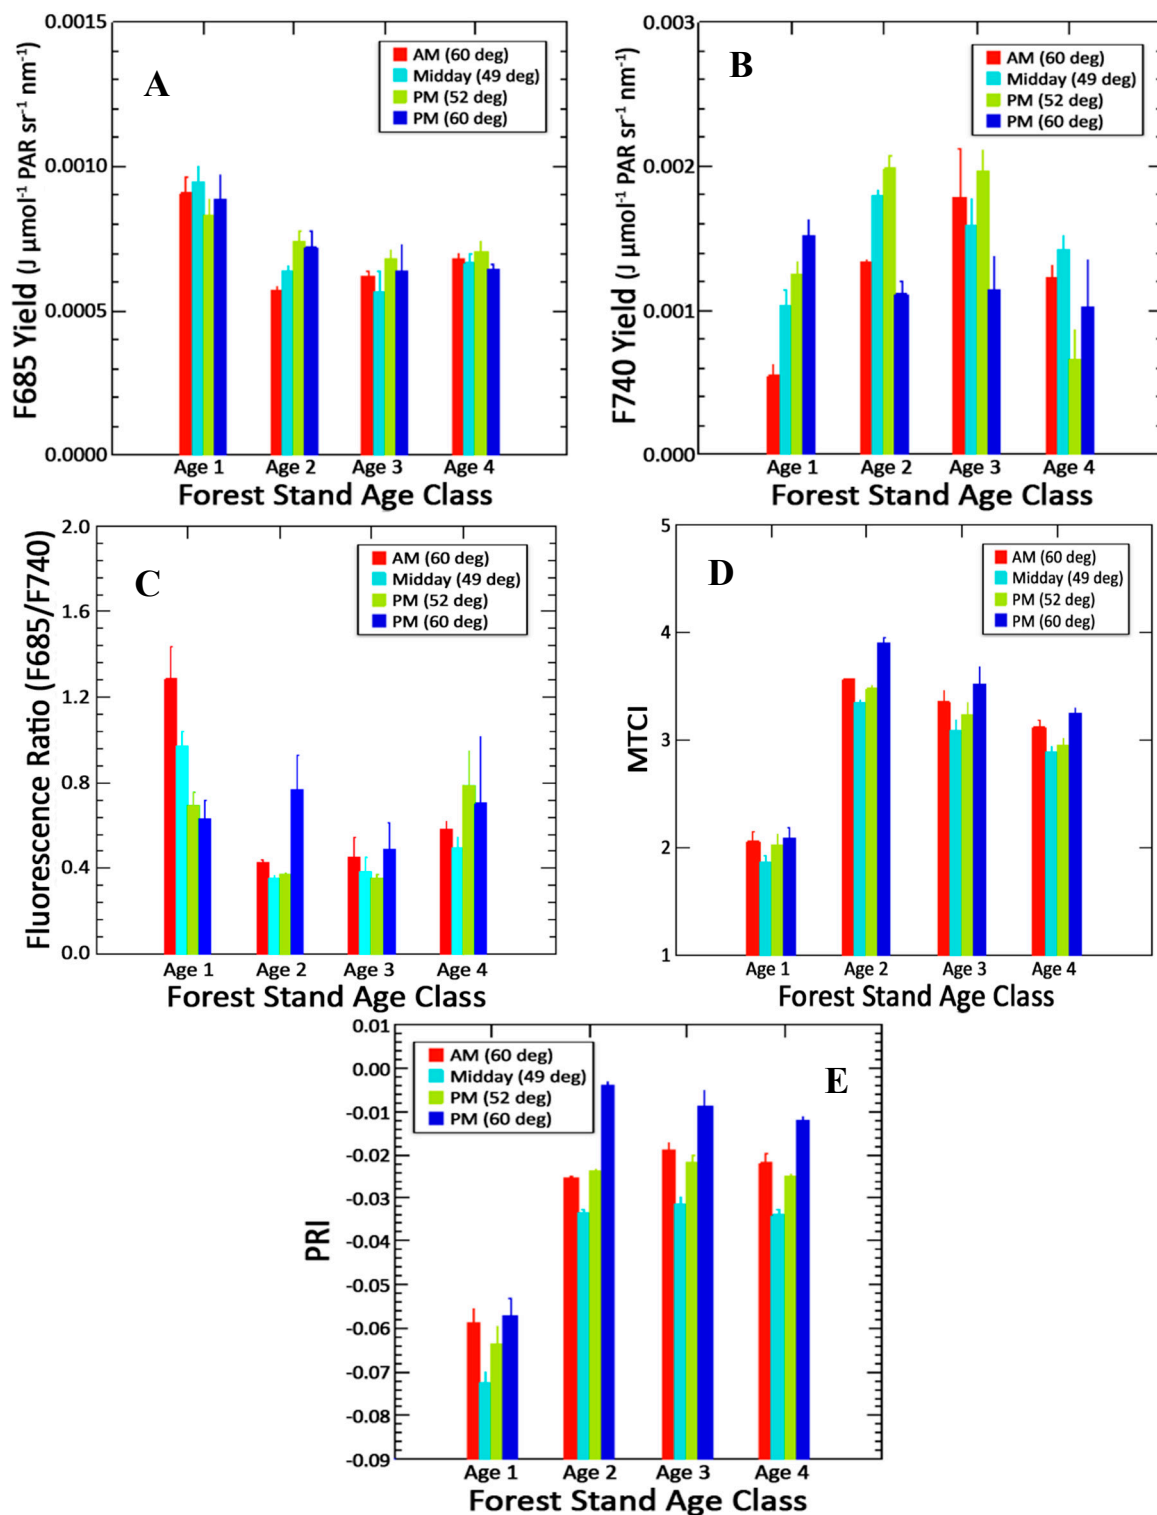 A
F685 Yield (J µmol⁻¹ PAR sr⁻¹ nm⁻¹)
0.0015
0.0010
0.0005
0.0000
AM (60 deg)
Midday (49 deg)
PM (52 deg)
PM (60 deg)
Age 1 Age 2 Age 3 Age 4
Forest Stand Age Class
B
F740 Yield (J µmol⁻¹ PAR sr⁻¹ nm⁻¹)
0.003
0.002
0.001
0.000
AM (60 deg)
Midday (49 deg)
PM (52 deg)
PM (60 deg)
Age 1 Age 2 Age 3 Age 4
Forest Stand Age Class
C
Fluorescence Ratio (F685/F740)
2.0
1.6
1.2
0.8
0.4
0.0
AM (60 deg)
Midday (49 deg)
PM (52 deg)
PM (60 deg)
Age 1 Age 2 Age 3 Age 4
Forest Stand Age Class
D
MTCI
5
4
3
2
1
AM (60 deg)
Midday (49 deg)
PM (52 deg)
PM (60 deg)
Age 1 Age 2 Age 3 Age 4
Forest Stand Age Class
E
PRI
0.01
0.00
-0.01
-0.02
-0.03
-0.04
-0.05
-0.06
-0.07
-0.08
-0.09
AM (60 deg)
Midday (49 deg)
PM (52 deg)
PM (60 deg)
Age 1 Age 2 Age 3 Age 4
Forest Stand Age Class